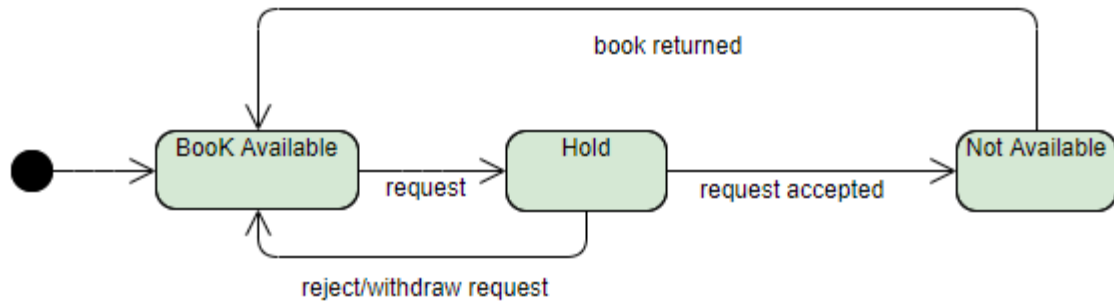 book returned
BooK Available
Hold
Not Available
request
request accepted
reject/withdraw request